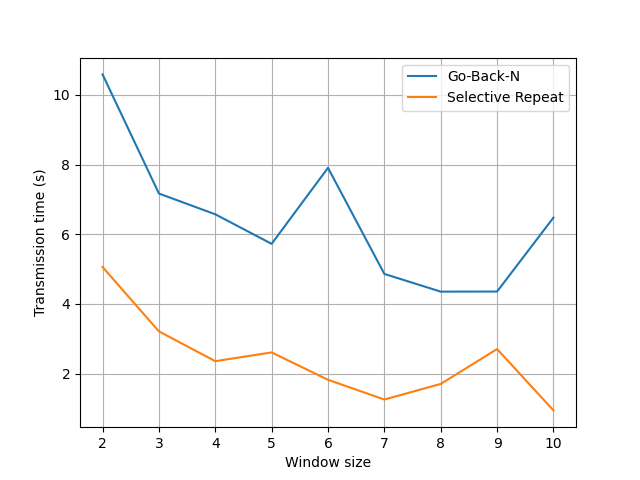 Go-Back-N
Selective Repeat
Transmission time (s)
10
8
6
4
2
2 3 4 5 6 7 8 9 10
Window size